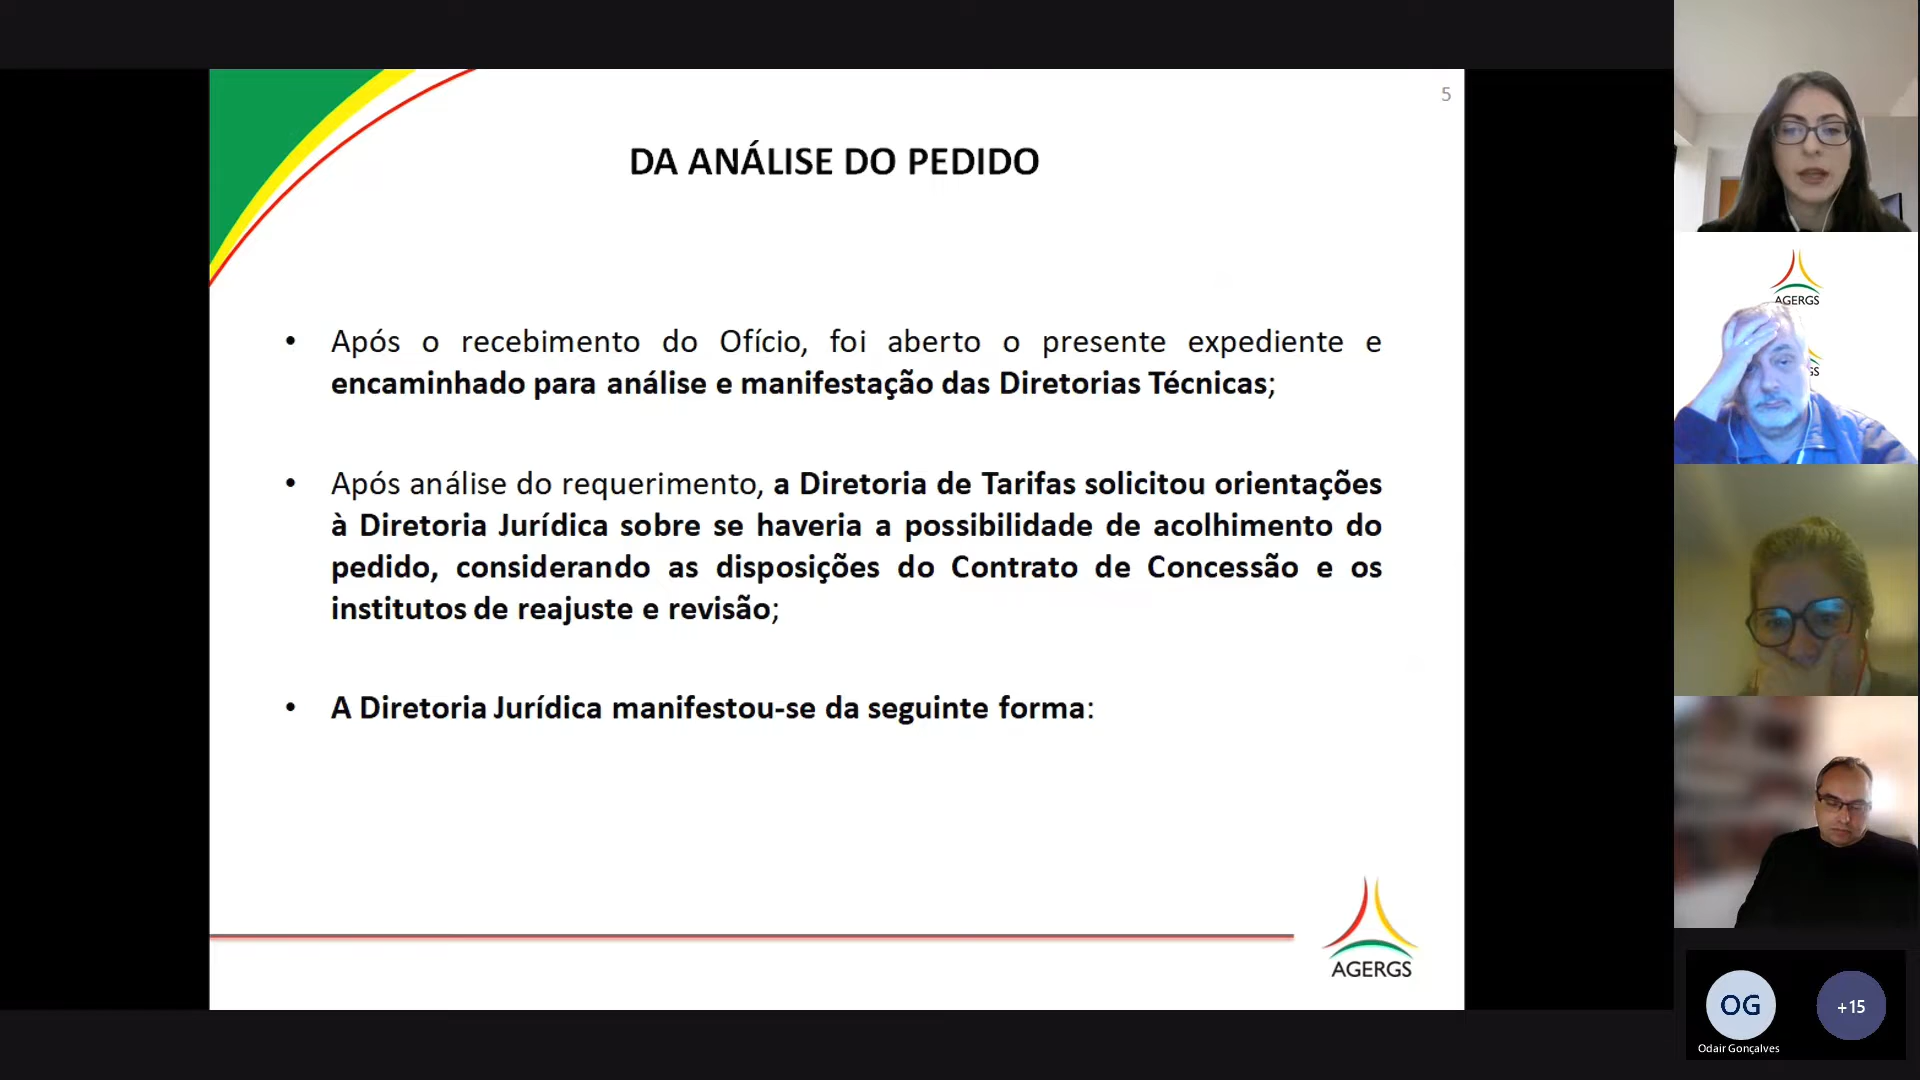 5
DA ANÁLISE DO PEDIDO
• Após o recebimento do Ofício, foi aberto o presente expediente e
encaminhado para análise e manifestação das Diretorias Técnicas;
• Após análise do requerimento, a Diretoria de Tarifas solicitou orientações
à Diretoria Jurídica sobre se haveria a possibilidade de acolhimento do
pedido, considerando as disposições do Contrato de Concessão e os
institutos de reajuste e revisão;
• A Diretoria Jurídica manifestou-se da seguinte forma:
AGERGS
AGERGS
GS
OG
+15
Odair Gonçalves